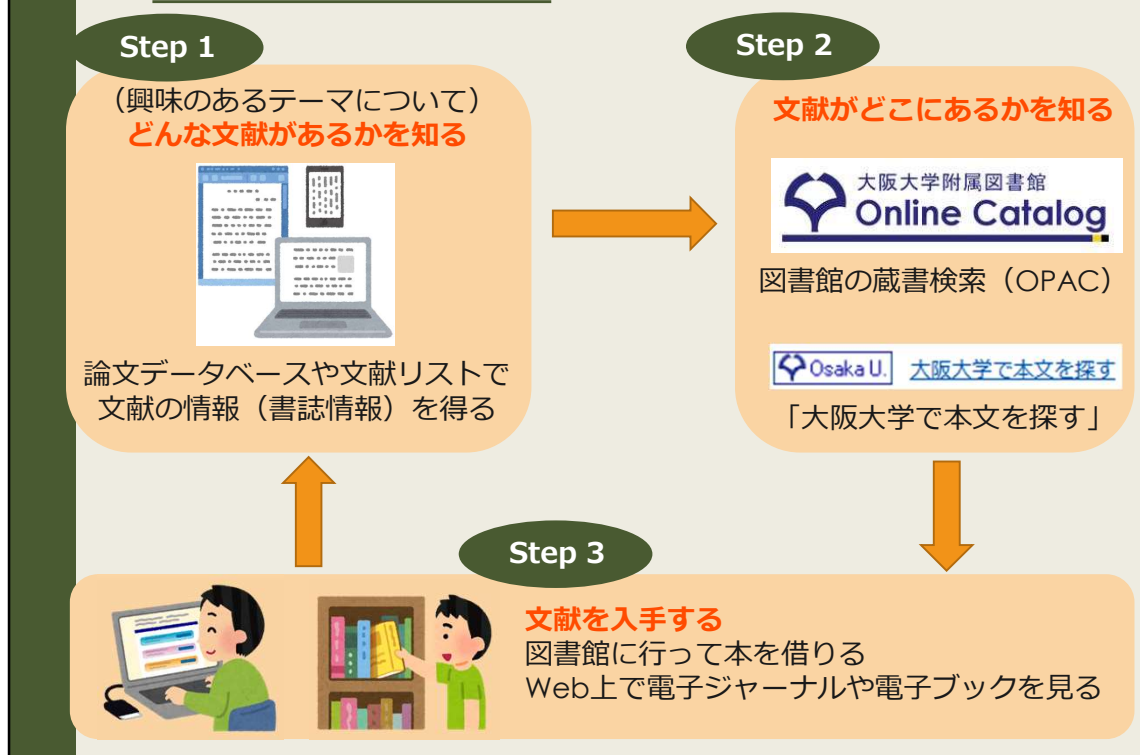 Step 1
（興味のあるテーマについて）
どんな文献があるかを知る
論文データベースや文献リストで
文献の情報（書誌情報）を得る
Step 2
文献がどこにあるかを知る
大阪大学附属図書館
Online Catalog
図書館の蔵書検索（OPAC）
Osaka U. 大阪大学で本文を探す
「大阪大学で本文を探す」
Step 3
文献を入手する
図書館に行って本を借りる
Web上で電子ジャーナルや電子ブックを見る